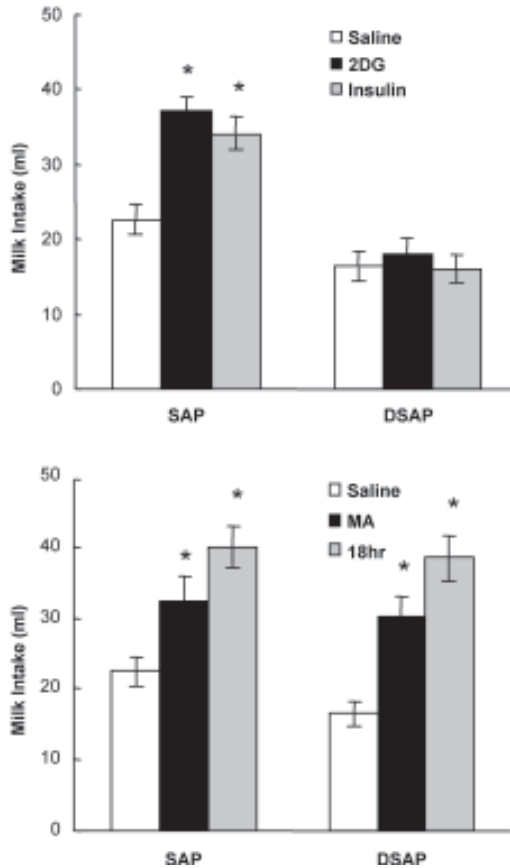 50
Saline
2DG
Insulin
*
*
40
30
20
10
0
Milk Intake (ml)
SAP
DSAP
50
Saline
MA
18hr
*
*
*
*
40
30
20
10
0
Milk Intake (ml)
SAP
DSAP